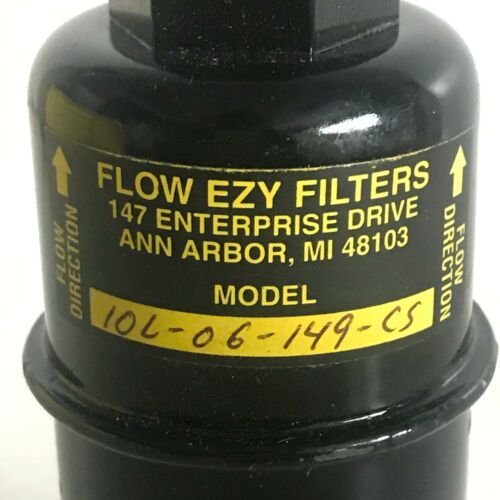 FLOW EZY FILTERS
147 ENTERPRISE DRIVE
ANN ARBOR, MI 48103
MODEL
10L-06-149-CS
FLOW
DIRECTION
FLOW
DIRECTION